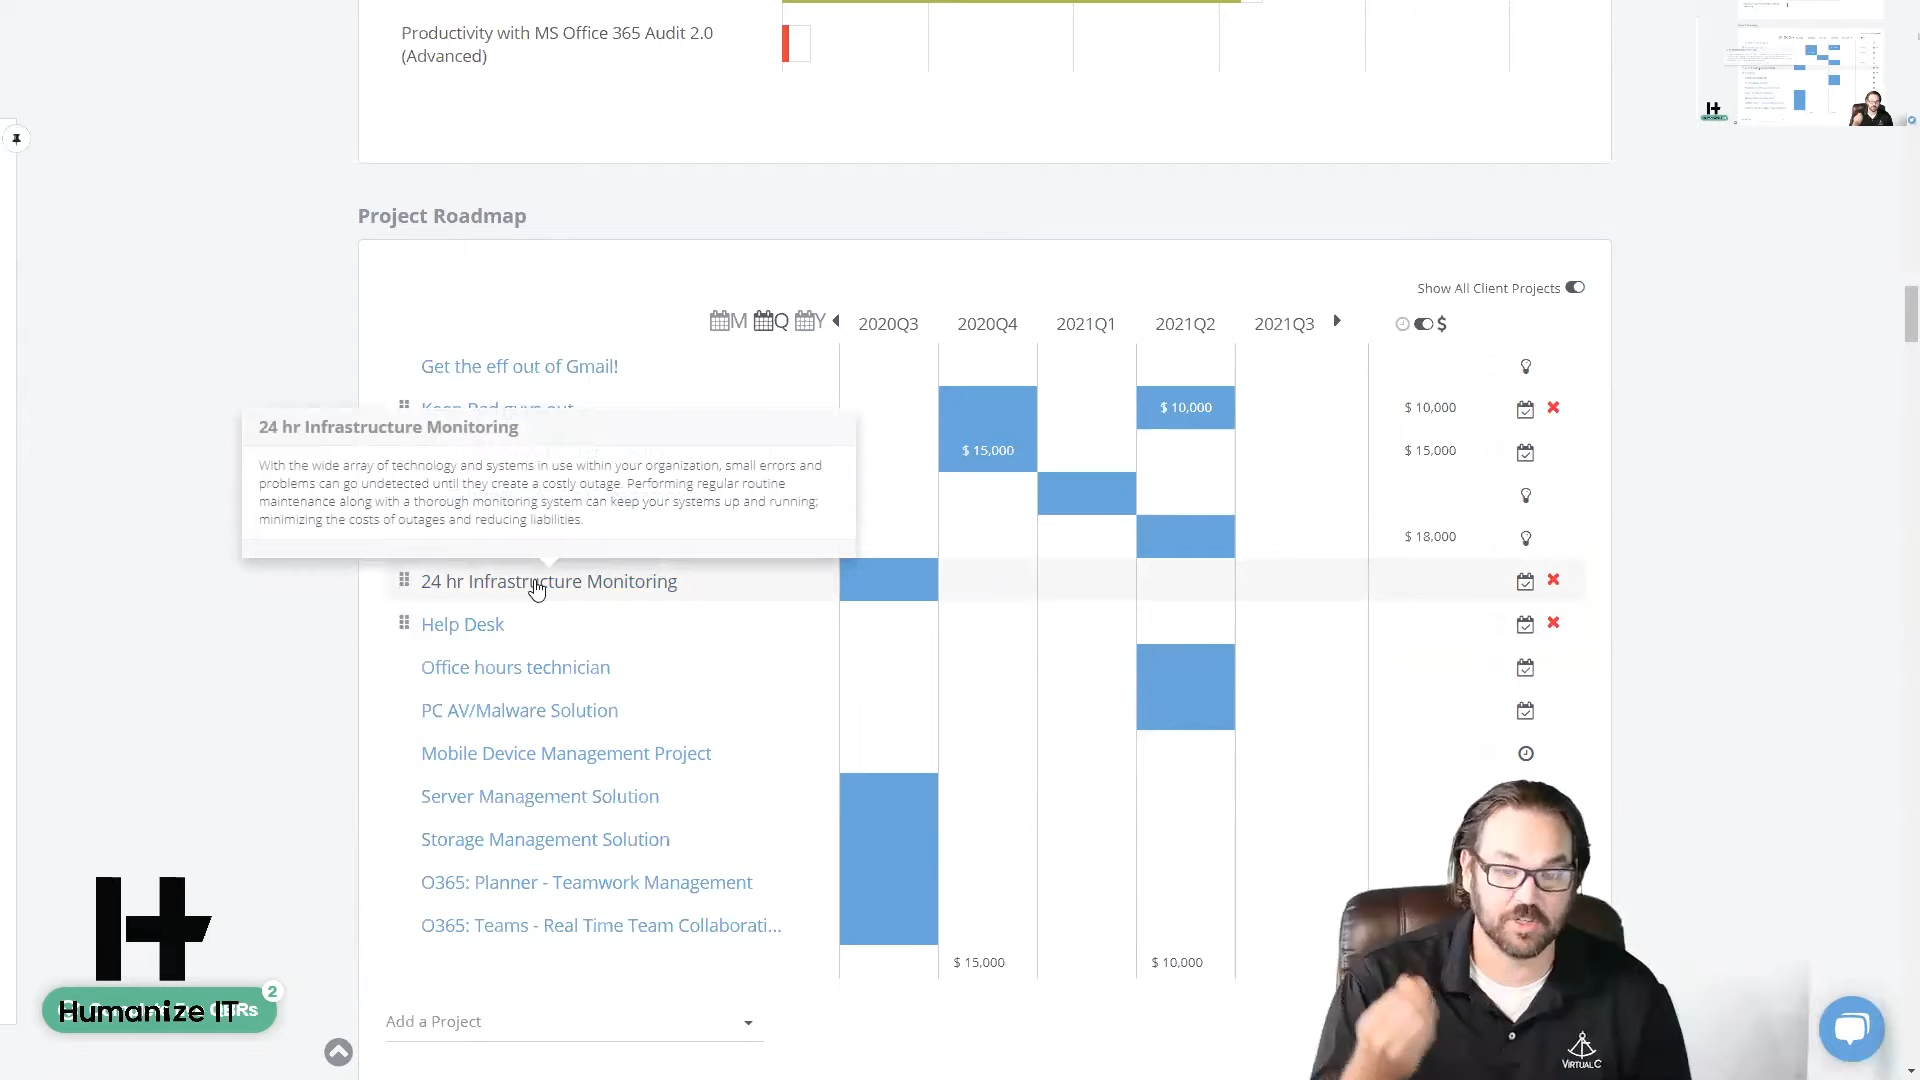 Productivity with MS Office 365 Audit 2.0
(Advanced)
Project Roadmap
Show All Client Projects
M Q Y 2020Q3 2020Q4 2021Q1 2021Q2 2021Q3 $
Get the eff out of Gmail!
Keep Bad guys out
$ 10,000 $ 10,000
24 hr Infrastructure Monitoring
$ 15,000 $ 15,000
With the wide array of technology and systems in use within your organization, small errors and
problems can go undetected until they create a costly outage. Performing regular routine
maintenance along with a thorough monitoring system can keep your systems up and running;
minimizing the costs of outages and reducing liabilities.
$ 18,000
24 hr Infrastructure Monitoring
Help Desk
Office hours technician
PC AV/Malware Solution
Mobile Device Management Project
Server Management Solution
Storage Management Solution
O365: Planner - Teamwork Management
O365: Teams - Real Time Team Collaborati...
$ 15,000 $ 10,000
Add a Project
2
Humanize IT
VIRTUALC